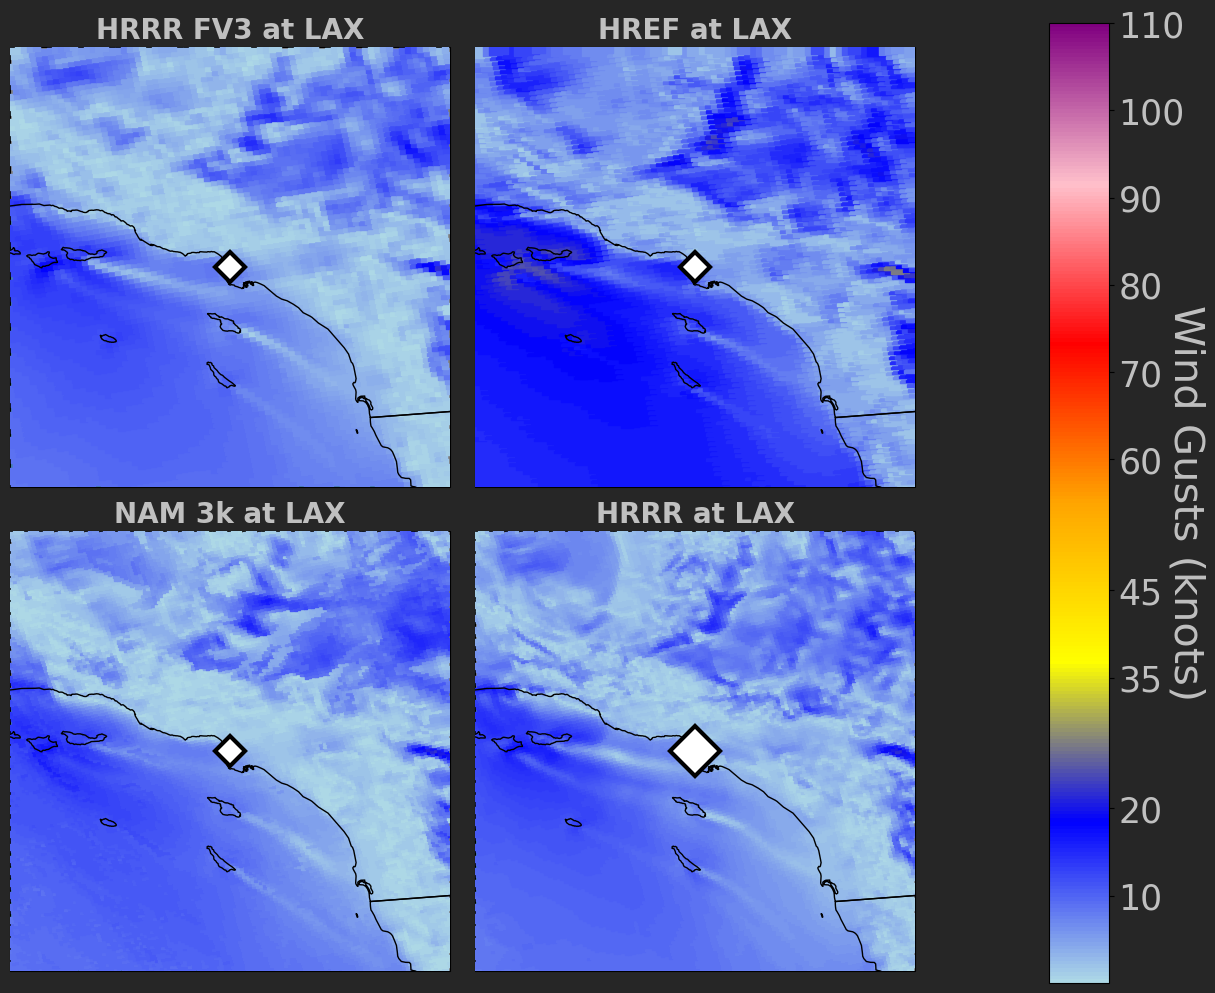 HRRR FV3 at LAX
HREF at LAX
NAM 3k at LAX
HRRR at LAX
110
100
90
80
70
60
45
35
20
10
Wind Gusts (knots)